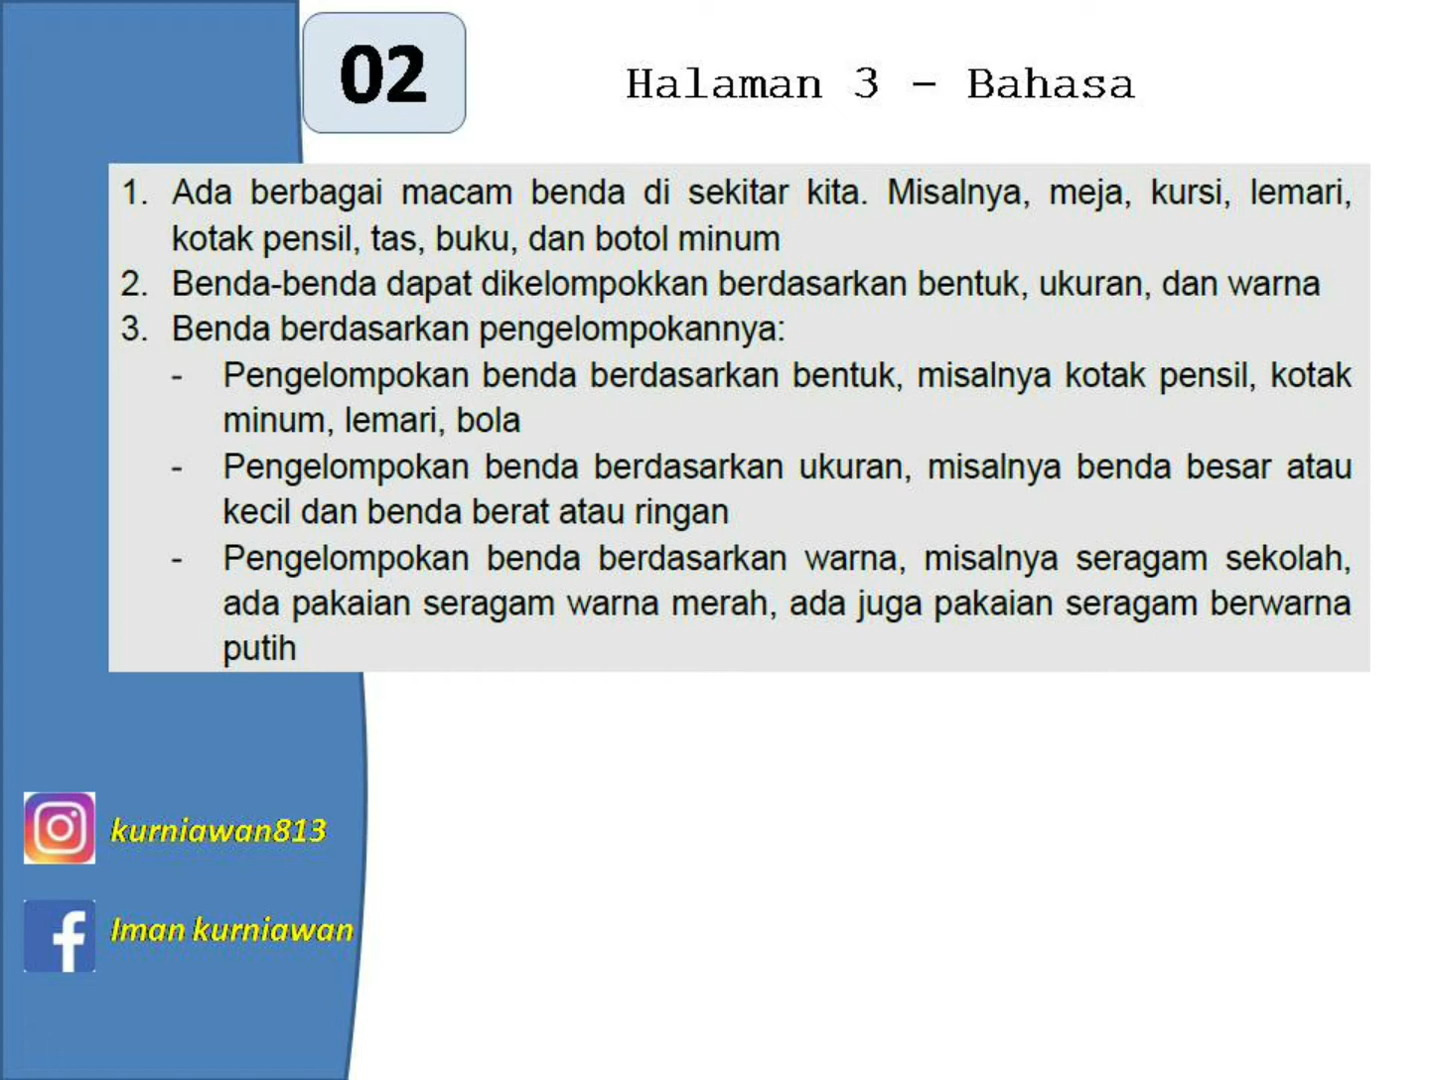 02
Halaman 3 - Bahasa
1. Ada berbagai macam benda di sekitar kita. Misalnya, meja, kursi, lemari,
kotak pensil, tas, buku, dan botol minum
2. Benda-benda dapat dikelompokkan berdasarkan bentuk, ukuran, dan warna
3. Benda berdasarkan pengelompokannya:
- Pengelompokan benda berdasarkan bentuk, misalnya kotak pensil, kotak
minum, lemari, bola
- Pengelompokan benda berdasarkan ukuran, misalnya benda besar atau
kecil dan benda berat atau ringan
- Pengelompokan benda berdasarkan warna, misalnya seragam sekolah,
ada pakaian seragam warna merah, ada juga pakaian seragam berwarna
putih
kurniawan813
Iman kurniawan